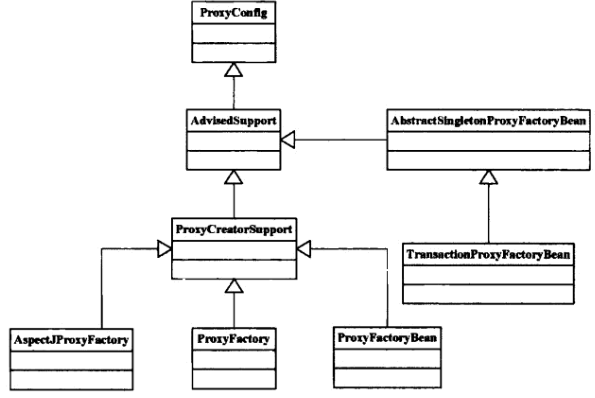 ProxyConfig
AdvisedSupport
AbstractSingletonProxyFactoryBean
ProxyCreatorSupport
TransactionProxyFactoryBean
AspectJProxyFactory
ProxyFactory
ProxyFactoryBean